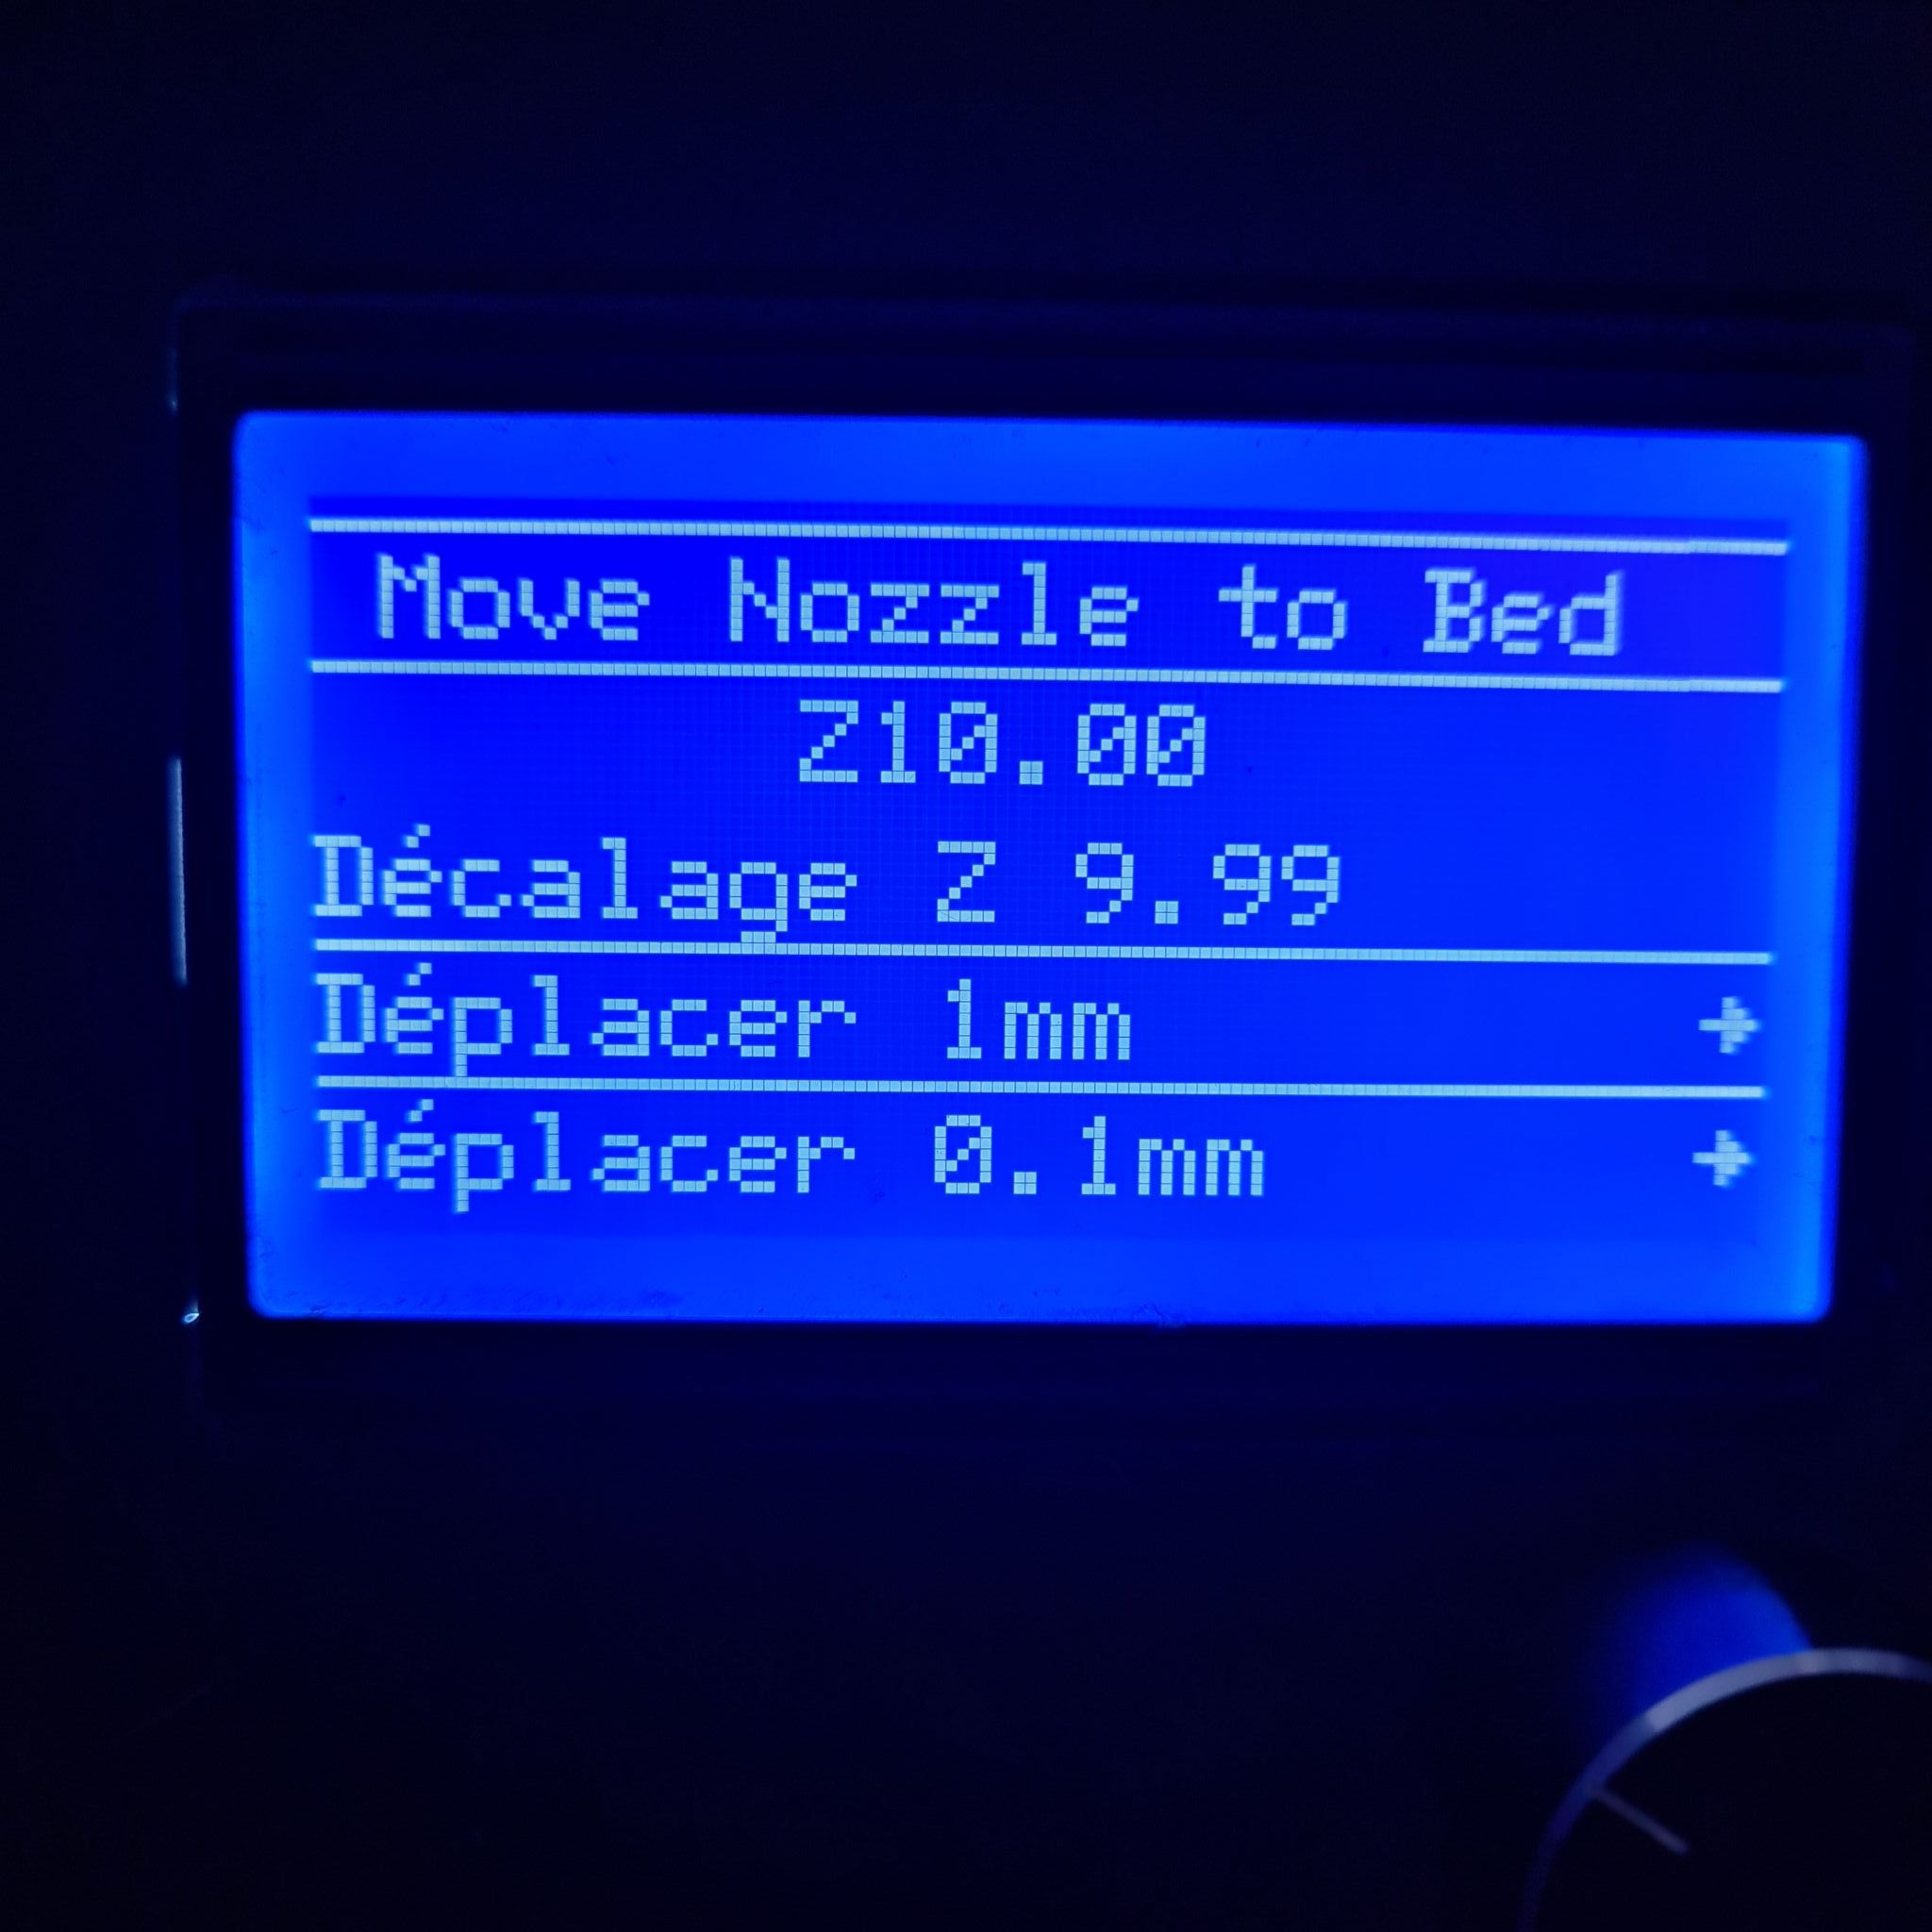 Move Nozzle to Bed
Z10.00
Décalage Z 9.99
Déplacer 1mm
Déplacer 0.1mm